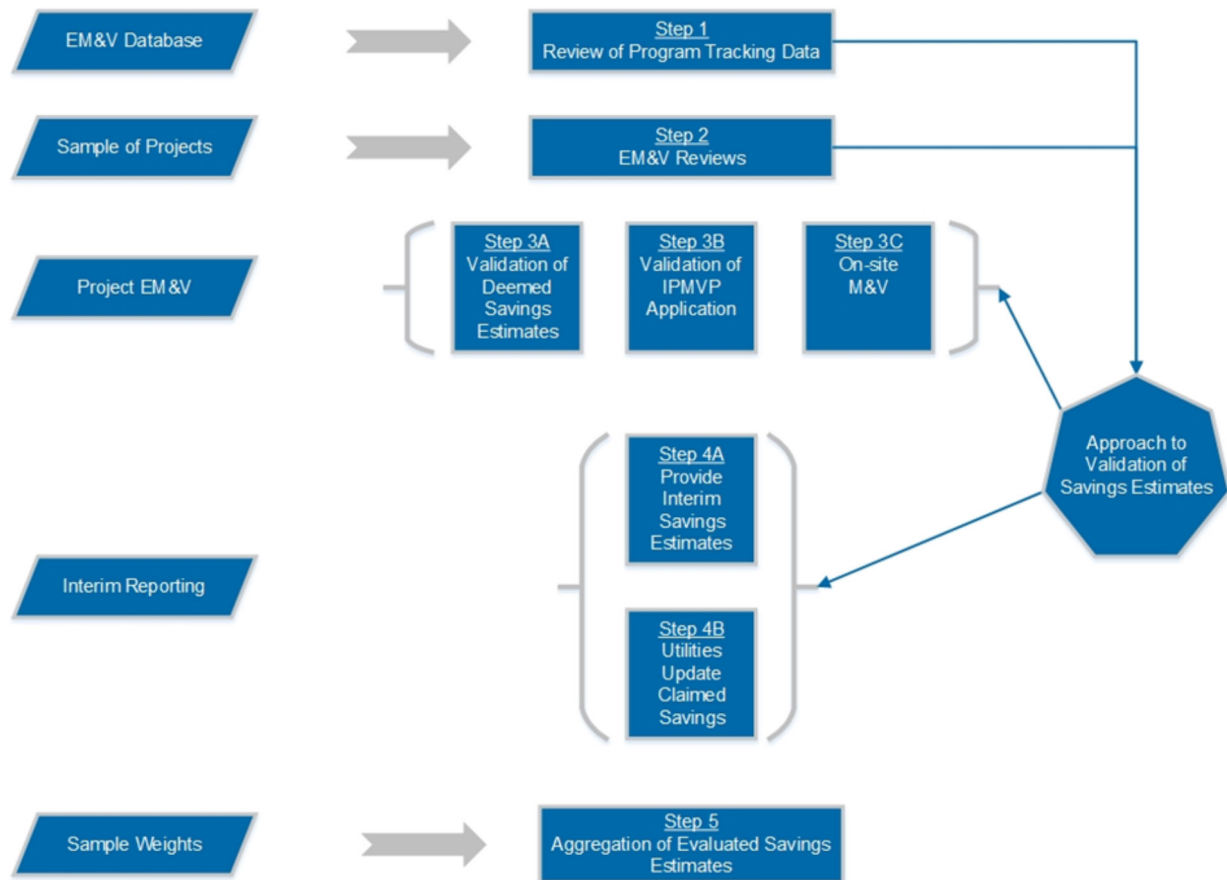 EM&V Database
Step 1
Review of Program Tracking Data
Sample of Projects
Step 2
EM&V Reviews
Project EM&V
Step 3A
Validation of
Deemed
Savings
Estimates
Step 3B
Validation of
IPMVP
Application
Step 3C
On-site
M&V
Approach to
Validation of
Savings Estimates
Interim Reporting
Step 4A
Provide
Interim
Savings
Estimates
Step 4B
Utilities
Update
Claimed
Savings
Sample Weights
Step 5
Aggregation of Evaluated Savings
Estimates